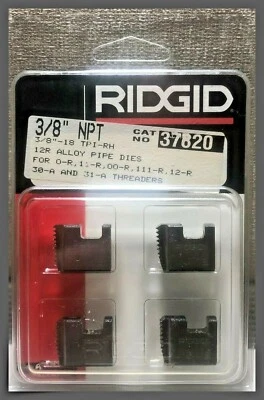 RIDGID
3/8" NPT
CAT NO 37820
3/8"-18 TPI-RH
12R ALLOY PIPE DIES
FOR O-R,11-R,OO-R,111-R,12-R
30-A AND 31-A THREADERS